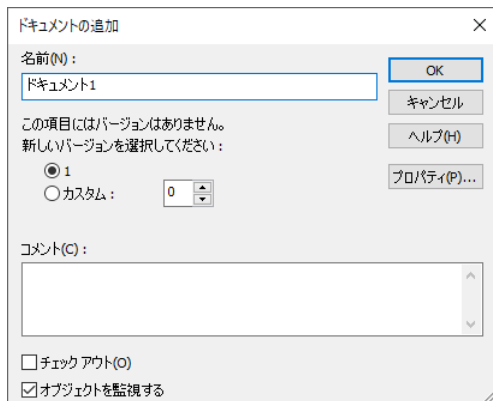 ドキュメントの追加
名前(N)：
ドキュメント1
OK
キャンセル
ヘルプ(H)
プロパティ(P)...
この項目にはバージョンはありません。
新しいバージョンを選択してください：
1
カスタム：
0
コメント(C)：
チェック アウト(O)
オブジェクトを監視する